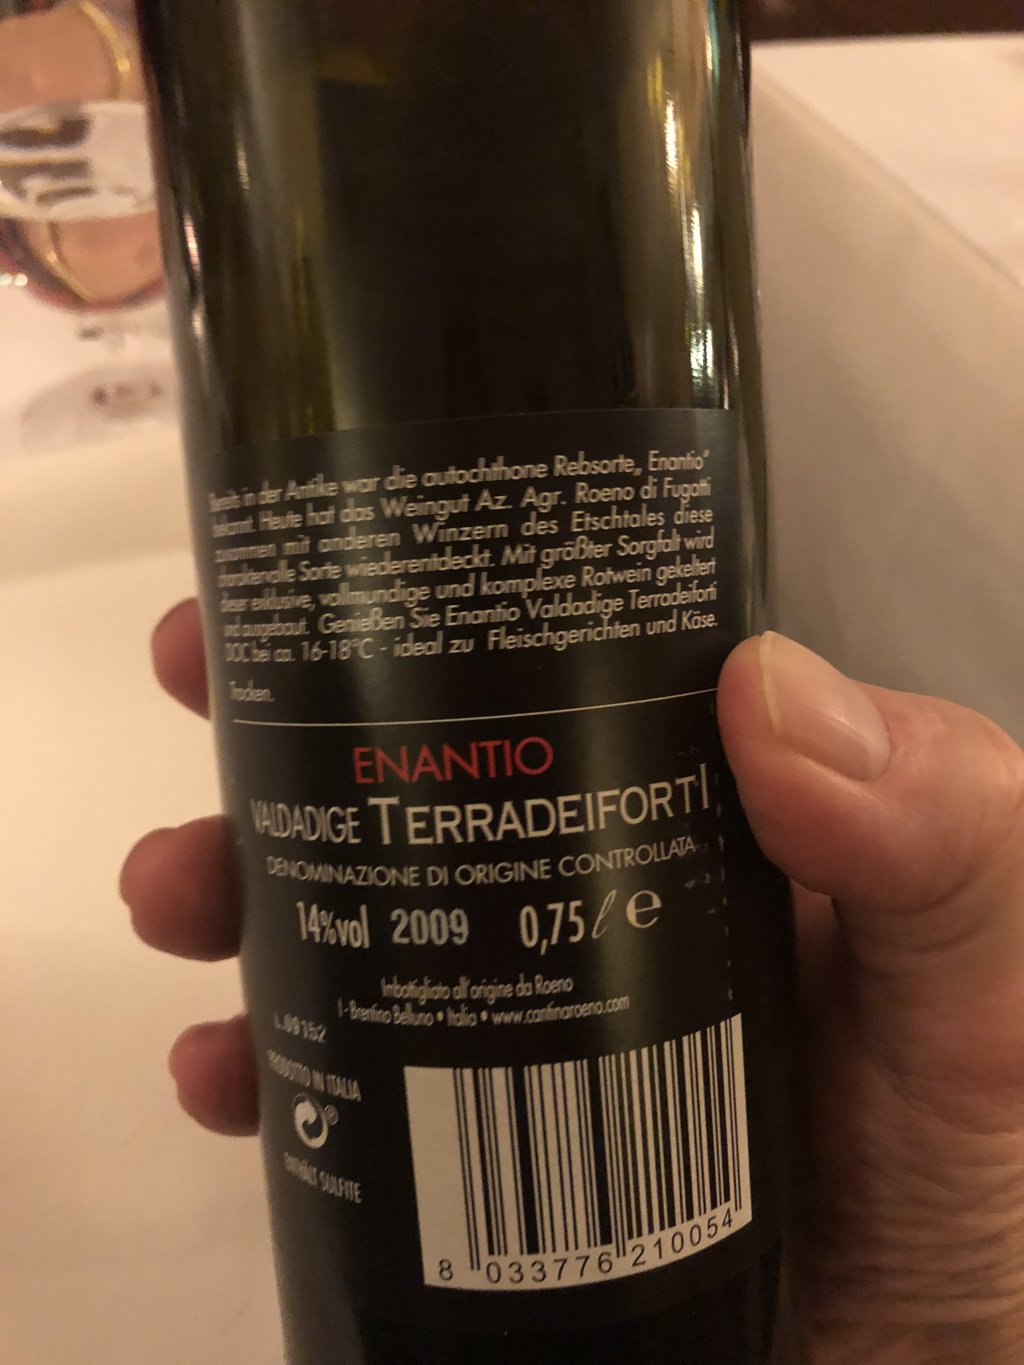 Bereits in der Antike war die autochthone Rebsorte„ Enantio"
bekannt. Heute hat das Weingut Az. Agr. Roeno di Fugatti
zusammen mit anderen Winzern des Etschtales diese
charaktervolle Sorte wiederentdeckt. Mit größter Sorgfalt wird
dieser exklusive, vollmundige und komplexe Rotwein gekeltert
und ausgebaut. Genießen Sie Enantio Valdadige Terradeiforti
DOC bei ca. 16-18°C - ideal zu Fleischgerichten und Käse.
Trocken.
ENANTIO
VALDADIGE TERRADEIFORTI
DENOMINAZIONE DI ORIGINE CONTROLLATA
14%vol 2009 0,75 ℓ e
Imbottigliato all'origine da Roeno
I - Brentino Belluno • Italia • www.cantinaroeno.com
L.09152
PRODOTTO IN ITALIA
ENTHÄLT SULFITE
8 033776 210054